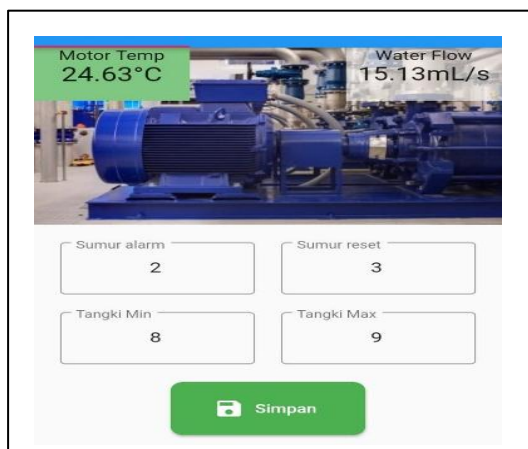 Motor Temp
24.63°C
Water Flow
15.13mL/s
Sumur alarm
2
Sumur reset
3
Tangki Min
8
Tangki Max
9
Simpan